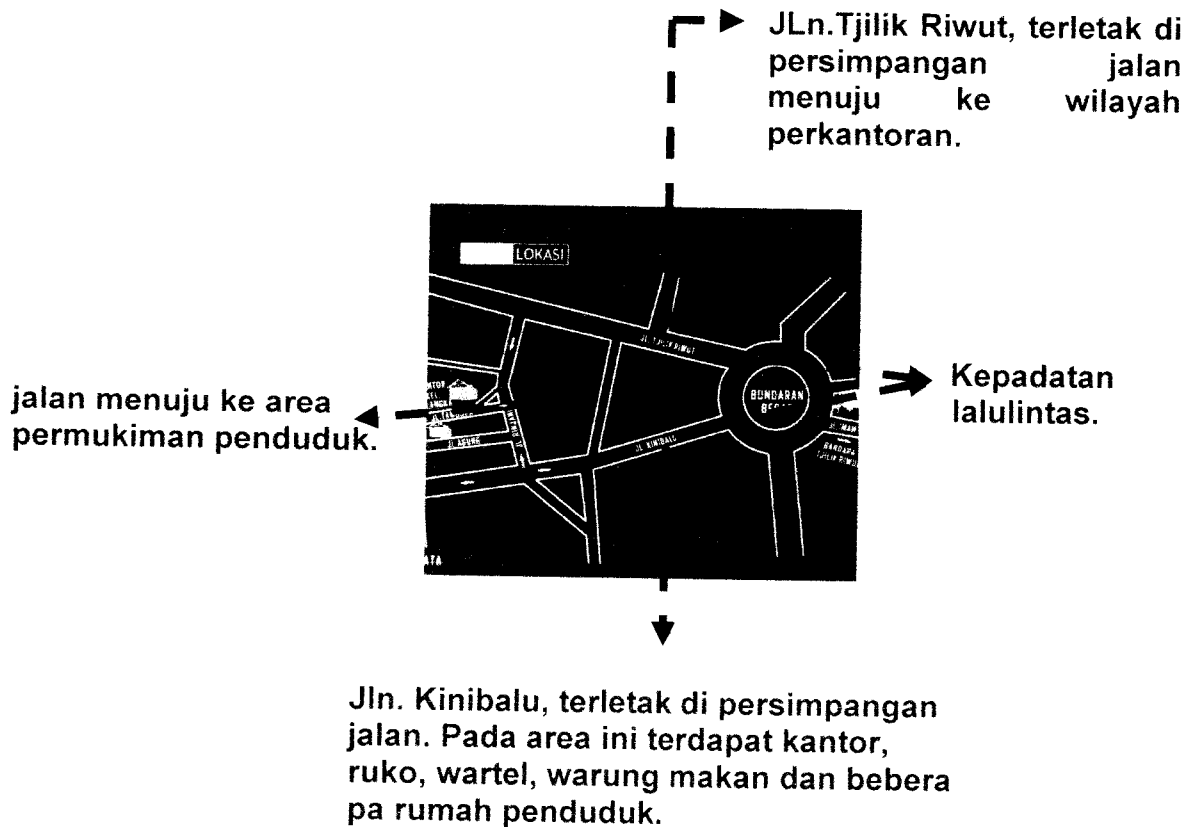 JLn.Tjilik Riwut, terletak di
persimpangan jalan
menuju ke wilayah
perkantoran.
LOKASI
BUNDARAN
JL. KINIBALU
JL. AGUNG
jalan menuju ke area
permukiman penduduk.
Kepadatan
lalulintas.
Jln. Kinibalu, terletak di persimpangan
jalan. Pada area ini terdapat kantor,
ruko, wartel, warung makan dan bebera
pa rumah penduduk.